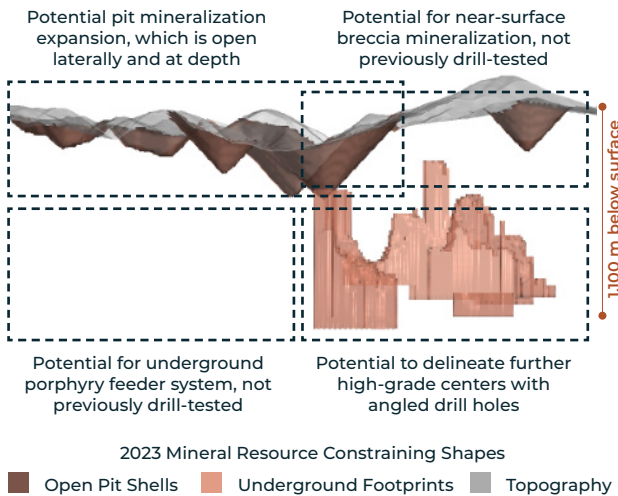 Potential pit mineralization
expansion, which is open
laterally and at depth
Potential for near-surface
breccia mineralization, not
previously drill-tested
1,100 m below surface
Potential for underground
porphyry feeder system, not
previously drill-tested
Potential to delineate further
high-grade centers with
angled drill holes
2023 Mineral Resource Constraining Shapes
Open Pit Shells
Underground Footprints
Topography